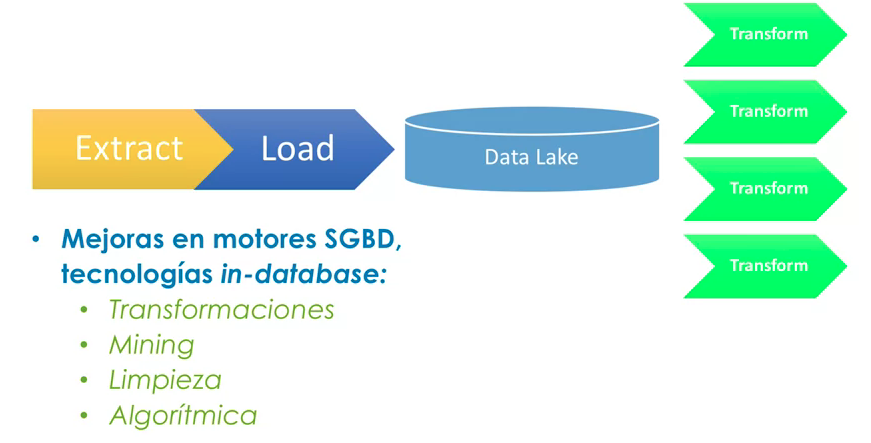 Transform
Transform
Extract
Load
Data Lake
Transform
Transform
• Mejoras en motores SGBD,
tecnologías in-database:
• Transformaciones
• Mining
• Limpieza
• Algorítmica